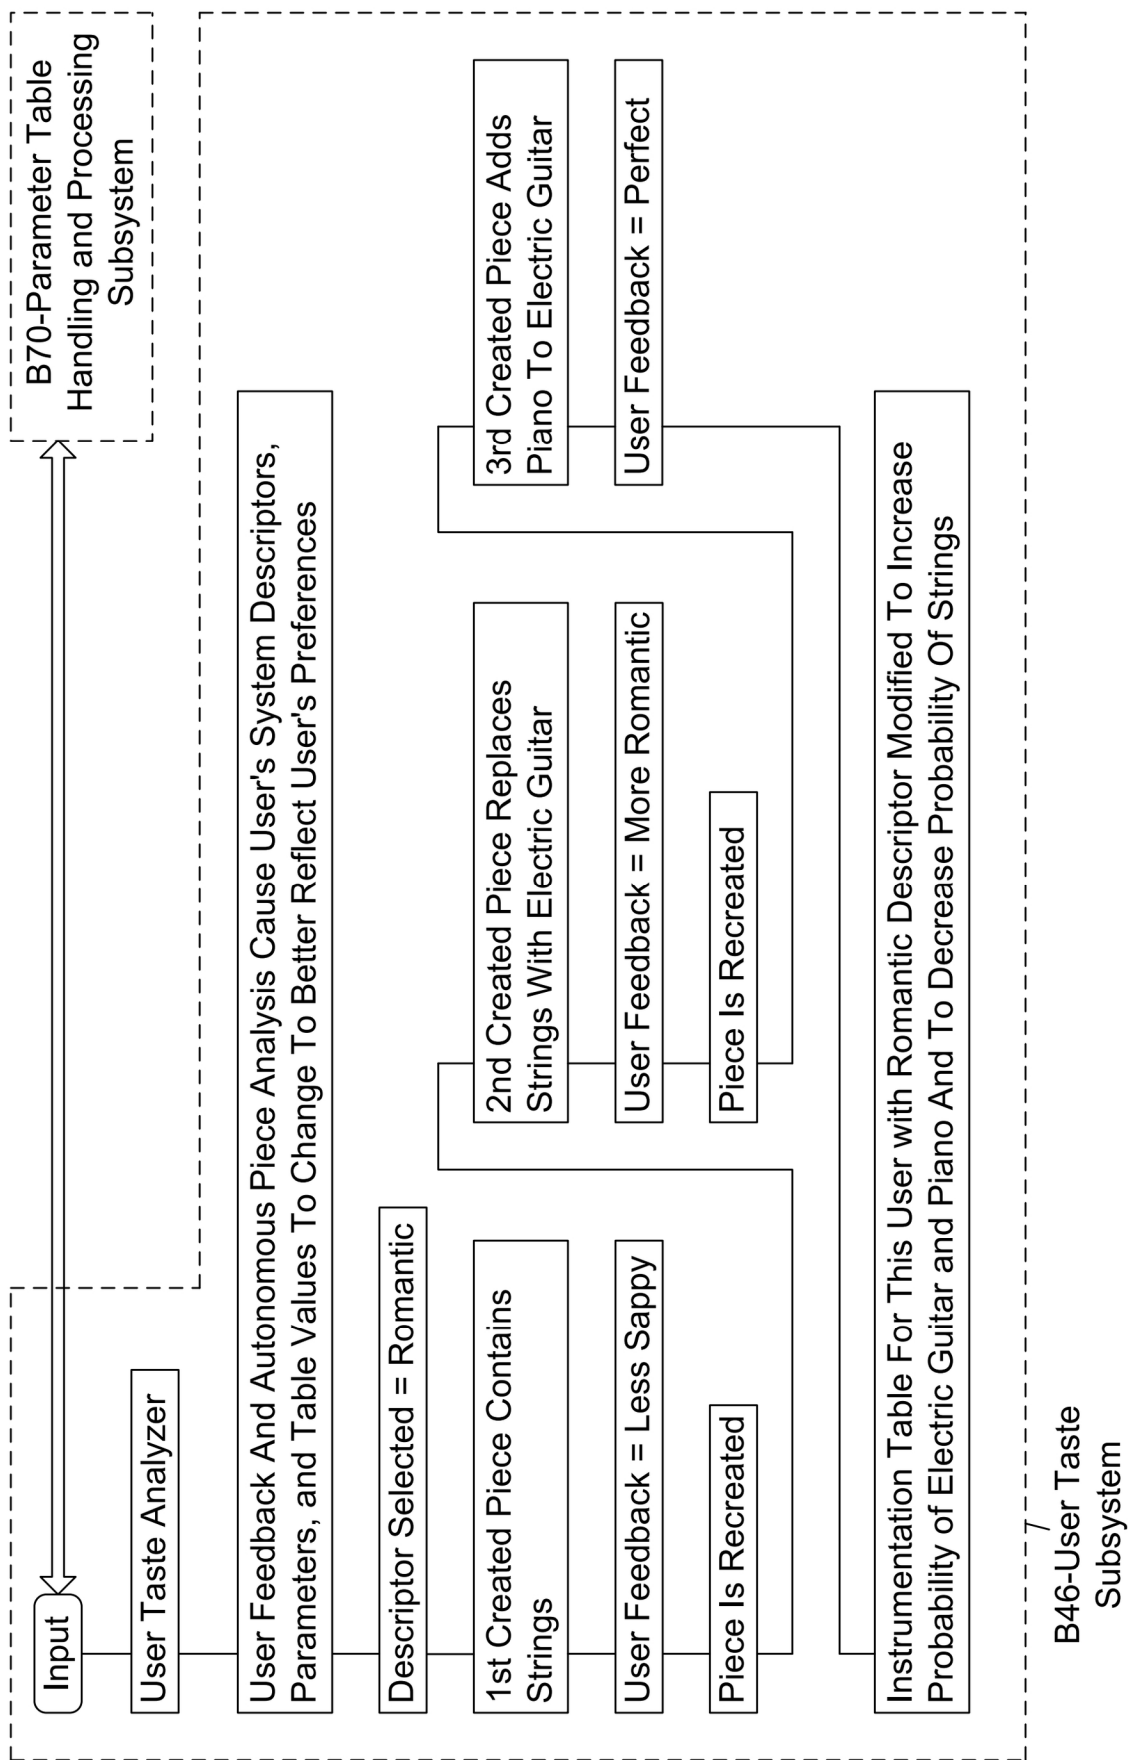 B70-Parameter Table
Handling and Processing
Subsystem
Input
User Taste Analyzer
User Feedback And Autonomous Piece Analysis Cause User's System Descriptors,
Parameters, and Table Values To Change To Better Reflect User's Preferences
Descriptor Selected = Romantic
1st Created Piece Contains
Strings
User Feedback = Less Sappy
Piece Is Recreated
2nd Created Piece Replaces
Strings With Electric Guitar
User Feedback = More Romantic
Piece Is Recreated
3rd Created Piece Adds
Piano To Electric Guitar
User Feedback = Perfect
Instrumentation Table For This User with Romantic Descriptor Modified To Increase
Probability of Electric Guitar and Piano And To Decrease Probability Of Strings
B46-User Taste
Subsystem